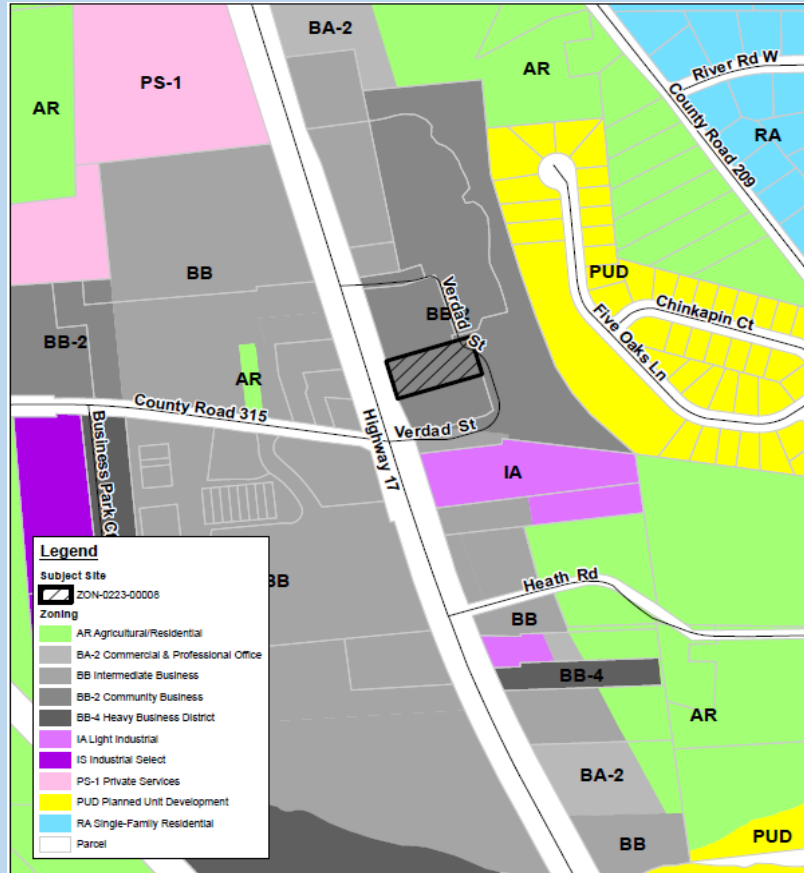 BA-2
AR
PS-1
AR
River Rd W
County Road 209
RA
BB
PUD
Verdad St
BB-2
Chinkapin Ct
Five Oaks Ln
BB-2
AR
County Road 315
Highway 17
Verdad St
IA
Business Park
BB
Heath Rd
BB
BB-4
AR
BA-2
BB
PUD
Legend
Subject Site
ZON-0223-00008
Zoning
AR Agricultural/Residential
BA-2 Commercial & Professional Office
BB Intermediate Business
BB-2 Community Business
BB-4 Heavy Business District
IA Light Industrial
IS Industrial Select
PS-1 Private Services
PUD Planned Unit Development
RA Single-Family Residential
Parcel